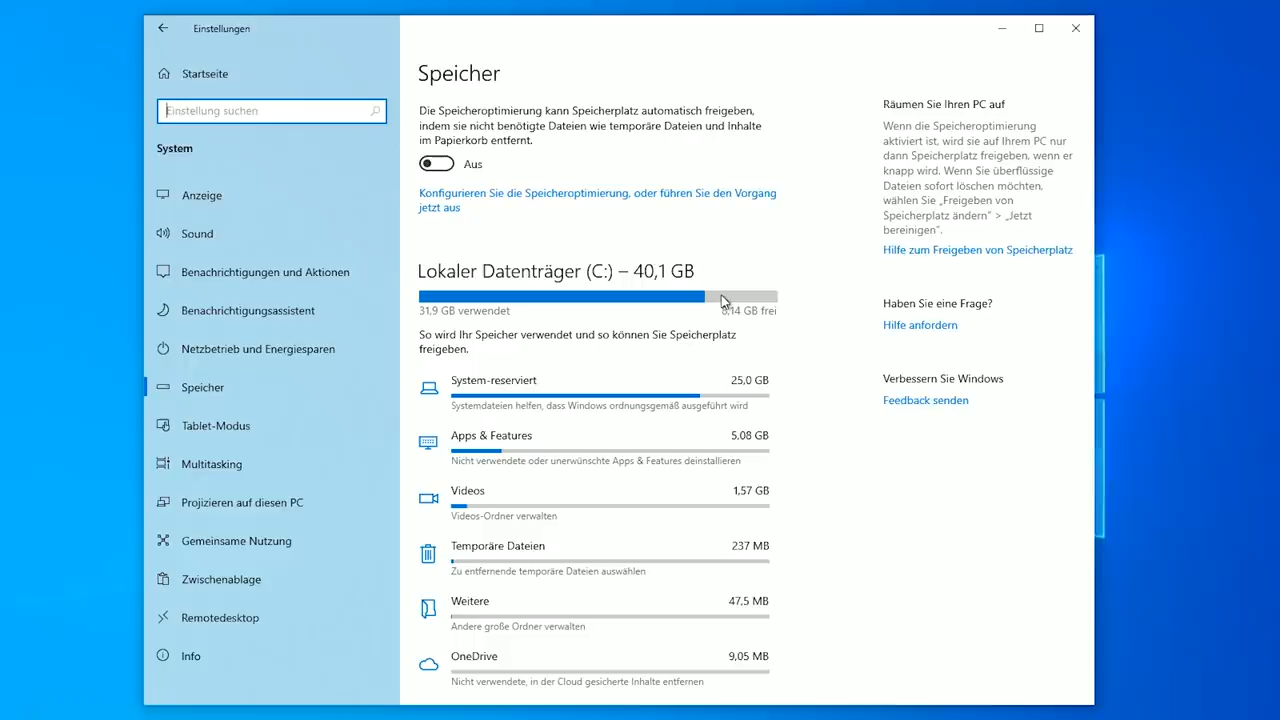 Einstellungen
Startseite
Einstellung suchen
System
Anzeige
Sound
Benachrichtigungen und Aktionen
Benachrichtigungsassistent
Netzbetrieb und Energiesparen
Speicher
Tablet-Modus
Multitasking
Projizieren auf diesen PC
Gemeinsame Nutzung
Zwischenablage
Remotedesktop
Info
Speicher
Die Speicheroptimierung kann Speicherplatz automatisch freigeben,
indem sie nicht benötigte Dateien wie temporäre Dateien und Inhalte
im Papierkorb entfernt.
Aus
Konfigurieren Sie die Speicheroptimierung, oder führen Sie den Vorgang
jetzt aus
Lokaler Datenträger (C:) – 40,1 GB
31,9 GB verwendet
8,14 GB frei
So wird Ihr Speicher verwendet und so können Sie Speicherplatz
freigeben.
System-reserviert
25,0 GB
Systemdateien helfen, dass Windows ordnungsgemäß ausgeführt wird
Apps & Features
5,08 GB
Nicht verwendete oder unerwünschte Apps & Features deinstallieren
Videos
1,57 GB
Videos-Ordner verwalten
Temporäre Dateien
237 MB
Zu entfernende temporäre Dateien auswählen
Weitere
47,5 MB
Andere große Ordner verwalten
OneDrive
9,05 MB
Nicht verwendete, in der Cloud gesicherte Inhalte entfernen
Räumen Sie Ihren PC auf
Wenn die Speicheroptimierung
aktiviert ist, wird sie auf Ihrem PC nur
dann Speicherplatz freigeben, wenn er
knapp wird. Wenn Sie überflüssige
Dateien sofort löschen möchten,
wählen Sie „Freigeben von
Speicherplatz ändern" > „Jetzt
bereinigen".
Hilfe zum Freigeben von Speicherplatz
Haben Sie eine Frage?
Hilfe anfordern
Verbessern Sie Windows
Feedback senden